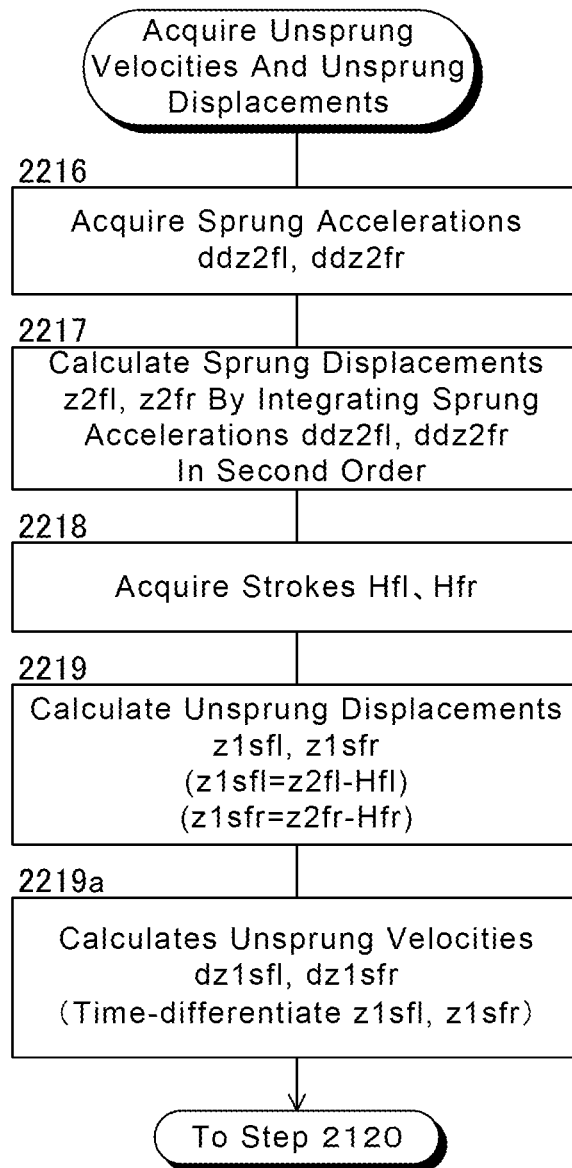 Acquire Unsprung
Velocities And Unsprung
Displacements
2216
Acquire Sprung Accelerations
ddz2fl, ddz2fr
2217
Calculate Sprung Displacements
z2fl, z2fr By Integrating Sprung
Accelerations ddz2fl, ddz2fr
In Second Order
2218
Acquire Strokes Hfl、Hfr
2219
Calculate Unsprung Displacements
z1sfl, z1sfr
(z1sfl=z2fl-Hfl)
(z1sfr=z2fr-Hfr)
2219a
Calculates Unsprung Velocities
dz1sfl, dz1sfr
（Time-differentiate z1sfl, z1sfr）
To Step 2120